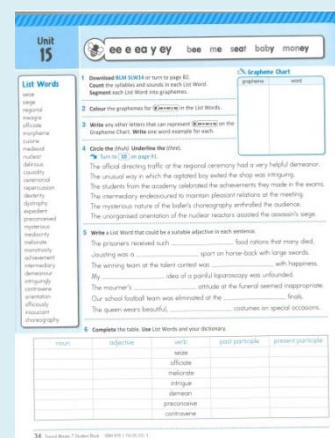 Unit
15
ee e ea y ey bee me seat baby money
List Words
seize
siege
regional
meagre
officiate
morpheme
cuisine
medieval
nuclear
delirious
causality
ceremonial
repercussion
dexterity
dystrophy
expedient
preconceived
mysterious
mediocrity
meliorate
monstrosity
achievement
intermediary
demeanour
intriguingly
contravene
orientation
officiously
insouciant
choreography
1 Download BLM SLW14 or turn to page 82.
Count the syllables and sounds in each List Word.
Segment each List Word into graphemes.
2 Colour the graphemes for in the List Words.
3 Write any other letters that can represent on the
Grapheme Chart. Write one word example for each.
Grapheme Chart
grapheme word
4 Circle the (thuh). Underline the (thee).
Turn to on page 91.
The official directing traffic at the regional ceremony had a very helpful demeanour.
The unusual way in which the agitated boy exited the shop was intriguing.
The students from the academy celebrated the achievements they made in the exams.
The intermediary endeavoured to maintain pleasant relations at the meeting.
The mysterious nature of the ballet's choreography enthralled the audience.
The unorganised orientation of the nuclear reactors assisted the assassin's siege.
5 Write a List Word that could be a suitable adjective in each sentence.
The prisoners received such food rations that many died.
Jousting was a sport on horse-back with large swords.
The winning team at the talent contest was with happiness.
My idea of a painful laparoscopy was unfounded.
The mourner's attitude at the funeral seemed inappropriate.
Our school football team was eliminated at the finals.
The queen wears beautiful, costumes on special occasions.
6 Complete the table. Use List Words and your dictionary.
noun adjective verb past participle present participle
seize
officiate
meliorate
intrigue
demean
preconceive
contravene
34